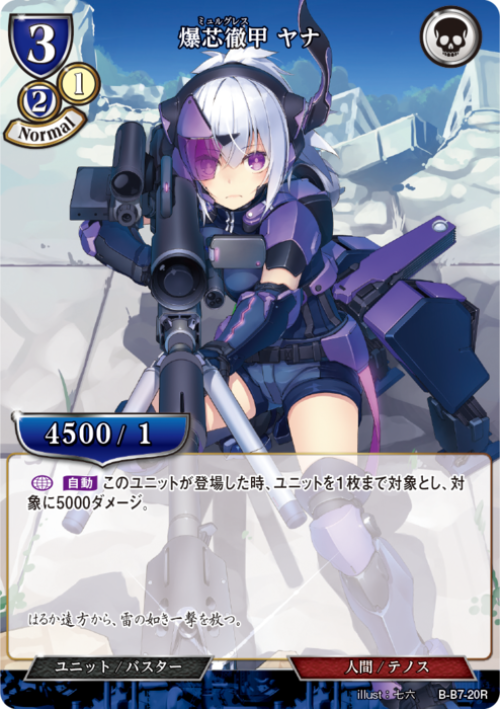 3
ミュルグレス
爆芯徹甲 ヤナ
2
1
Normal
4500 / 1
自動 このユニットが登場した時、ユニットを1枚まで対象とし、対
象に5000ダメージ。
はるか遠方から、雷の如き一撃を放つ。
ユニット / バスター
人間 / テノス
illust：七六
B-B7-20R